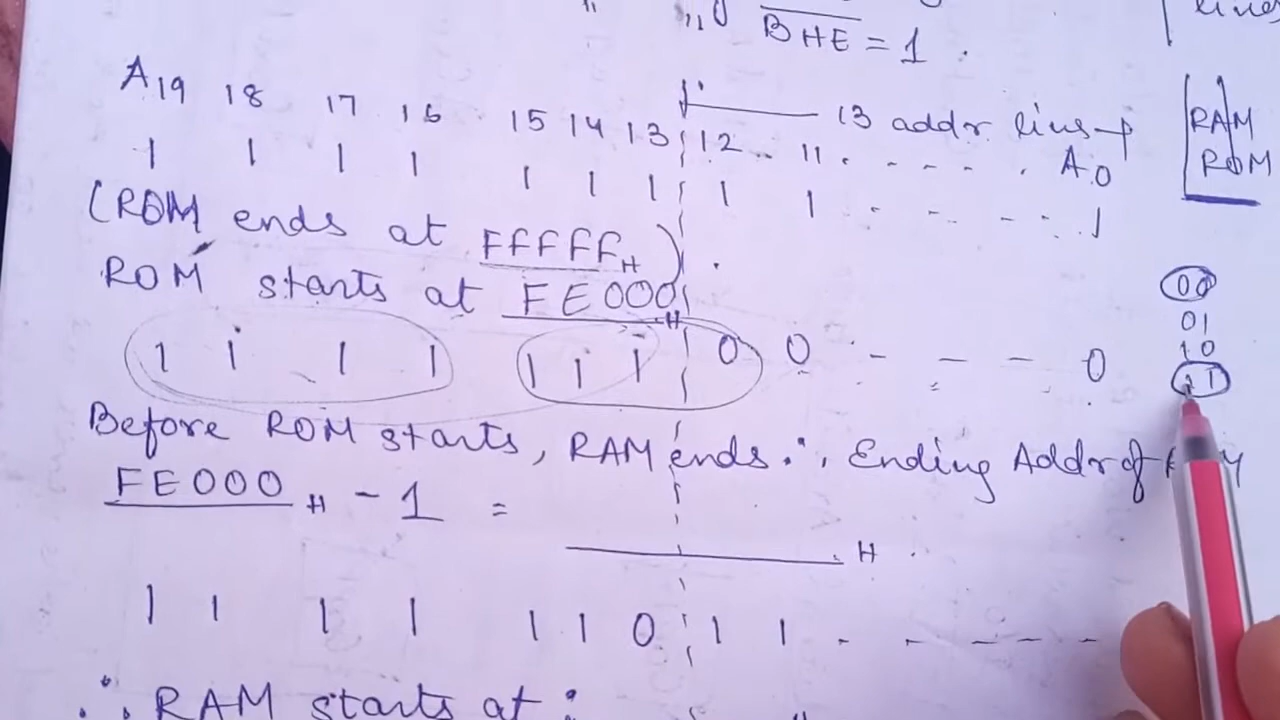 " "0 BHE = 1 .
lines
A19 18 17 16 15 14 13 12 .. 11 . - - - . A0
13 addr. lines
RAM
ROM
1 1 1 1 1 1 1 1 1 - - - . 1
(ROM ends at FFFFFH) .
ROM starts at FE000H
00
01
10
11
1 1 1 1 1 1 1 0 0 - - - 0
Before ROM starts, RAM ends ∴ Ending Addr of
FE000H - 1 = H .
1 1 1 1 1 1 0 1 1 - - - - -
∴ RAM starts at :